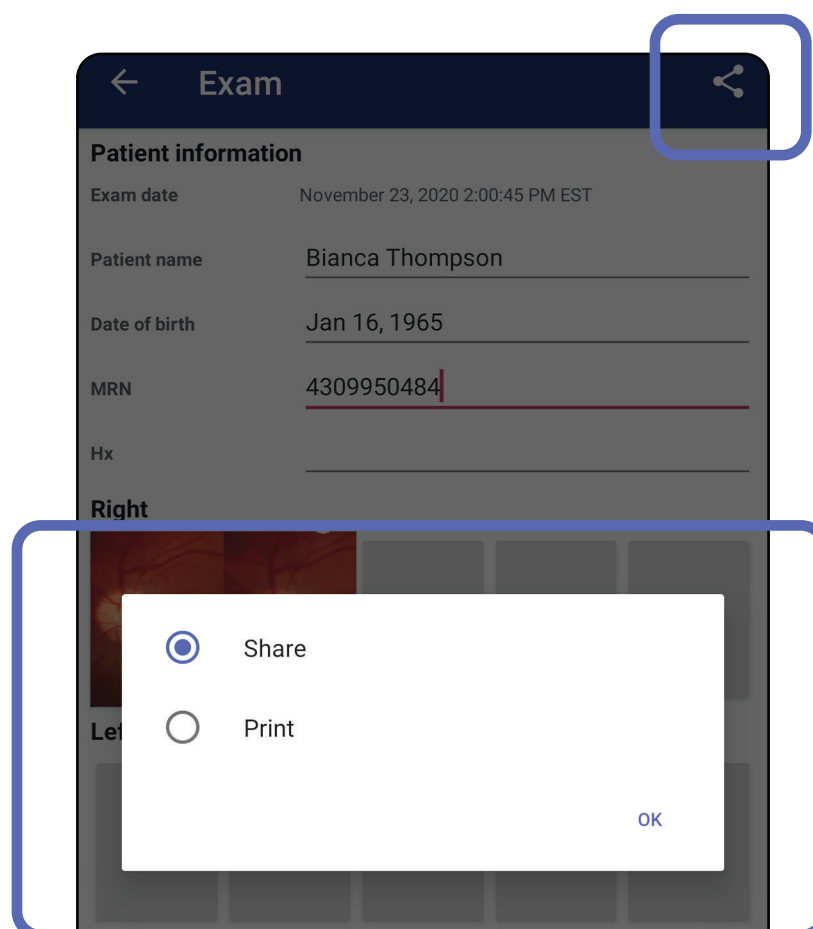 Exam
Patient information
Exam date November 23, 2020 2:00:45 PM EST
Patient name Bianca Thompson
Date of birth Jan 16, 1965
MRN 4309950484
Hx
Right
Share
Print
OK